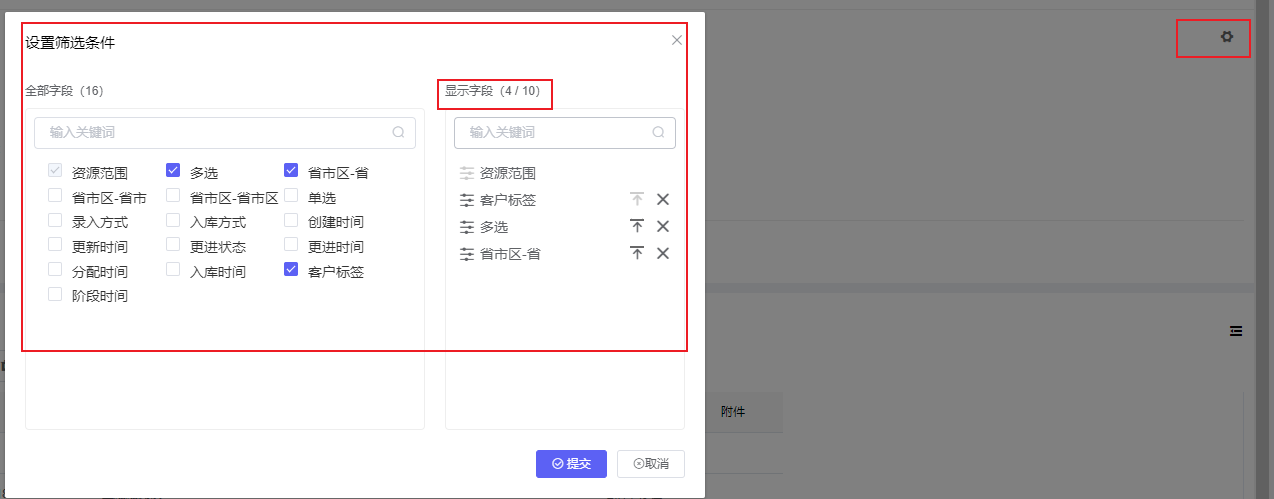 设置筛选条件
全部字段（16）
显示字段（4 / 10）
输入关键词
输入关键词
资源范围 多选 省市区-省
省市区-省市 省市区-省市区 单选
录入方式 入库方式 创建时间
更新时间 更进状态 更进时间
分配时间 入库时间 客户标签
阶段时间
资源范围
客户标签
多选
省市区-省
附件
提交
取消